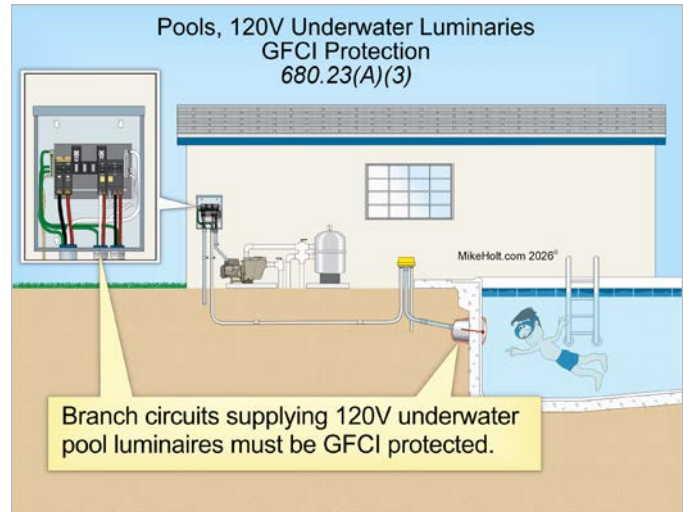 Pools, 120V Underwater Luminaries
GFCI Protection
680.23(A)(3)
MikeHolt.com 2026©
Branch circuits supplying 120V underwater
pool luminaires must be GFCI protected.